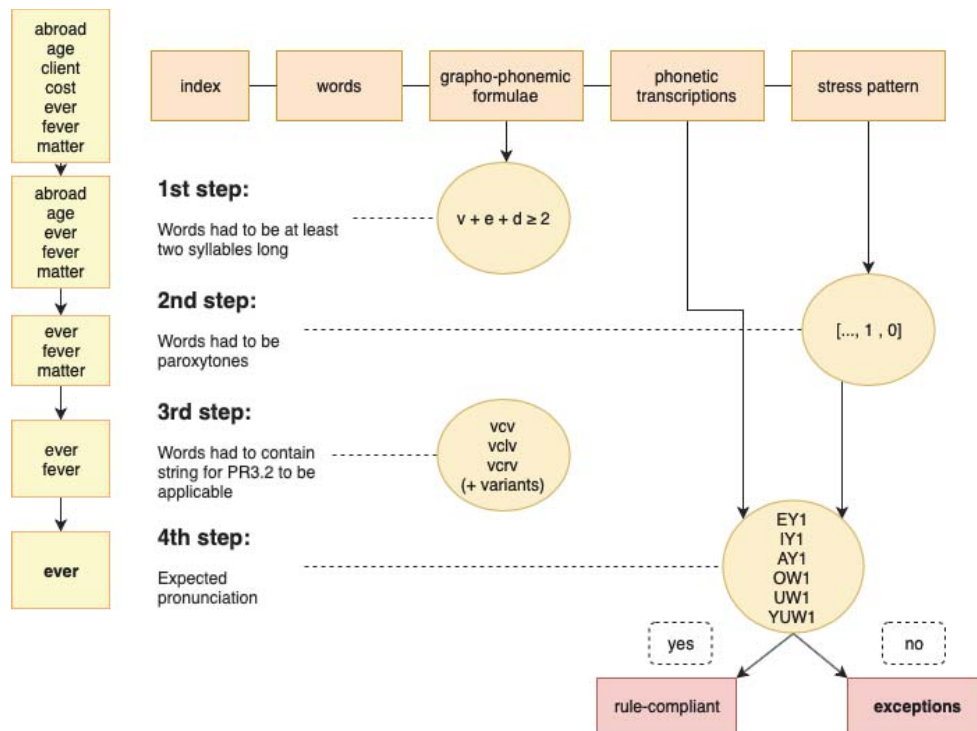 abroad
age
client
cost
ever
fever
matter
index
words
grapho-phonemic
formulae
phonetic
transcriptions
stress pattern
abroad
age
ever
fever
matter
1st step:
Words had to be at least
two syllables long
v + e + d ≥ 2
ever
fever
matter
2nd step:
Words had to be
paroxytones
[..., 1 , 0]
ever
fever
3rd step:
Words had to contain
string for PR3.2 to be
applicable
vcv
vclv
vcrv
(+ variants)
ever
4th step:
Expected
pronunciation
EY1
IY1
AY1
OW1
UW1
YUW1
yes
no
rule-compliant
exceptions